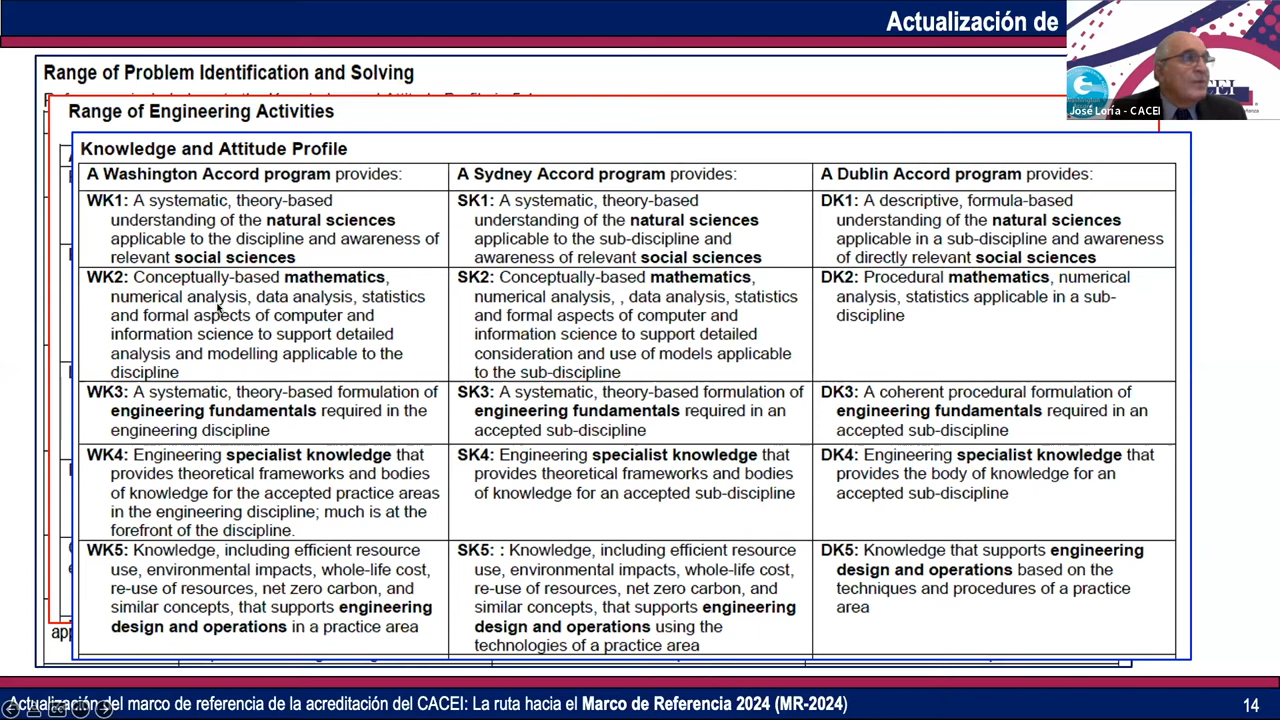 Actualización de
José Loría - CACEI
Range of Problem Identification and Solving
Range of Engineering Activities
Knowledge and Attitude Profile
A Washington Accord program provides:
WK1: A systematic, theory-based
understanding of the natural sciences
applicable to the discipline and awareness of
relevant social sciences
WK2: Conceptually-based mathematics,
numerical analysis, data analysis, statistics
and formal aspects of computer and
information science to support detailed
analysis and modelling applicable to the
discipline
WK3: A systematic, theory-based formulation of
engineering fundamentals required in the
engineering discipline
WK4: Engineering specialist knowledge that
provides theoretical frameworks and bodies
of knowledge for the accepted practice areas
in the engineering discipline; much is at the
forefront of the discipline.
WK5: Knowledge, including efficient resource
use, environmental impacts, whole-life cost,
re-use of resources, net zero carbon, and
similar concepts, that supports engineering
design and operations in a practice area
A Sydney Accord program provides:
SK1: A systematic, theory-based
understanding of the natural sciences
applicable to the sub-discipline and
awareness of relevant social sciences
SK2: Conceptually-based mathematics,
numerical analysis, , data analysis, statistics
and formal aspects of computer and
information science to support detailed
consideration and use of models applicable
to the sub-discipline
SK3: A systematic, theory-based formulation of
engineering fundamentals required in an
accepted sub-discipline
SK4: Engineering specialist knowledge that
provides theoretical frameworks and bodies
of knowledge for an accepted sub-discipline
SK5: : Knowledge, including efficient resource
use, environmental impacts, whole-life cost,
re-use of resources, net zero carbon, and
similar concepts, that supports engineering
design and operations using the
technologies of a practice area
A Dublin Accord program provides:
DK1: A descriptive, formula-based
understanding of the natural sciences
applicable in a sub-discipline and awareness
of directly relevant social sciences
DK2: Procedural mathematics, numerical
analysis, statistics applicable in a sub-
discipline
DK3: A coherent procedural formulation of
engineering fundamentals required in an
accepted sub-discipline
DK4: Engineering specialist knowledge that
provides the body of knowledge for an
accepted sub-discipline
DK5: Knowledge that supports engineering
design and operations based on the
techniques and procedures of a practice
area
app
Actualización del marco de referencia de la acreditación del CACEI: La ruta hacia el Marco de Referencia 2024 (MR-2024)
14